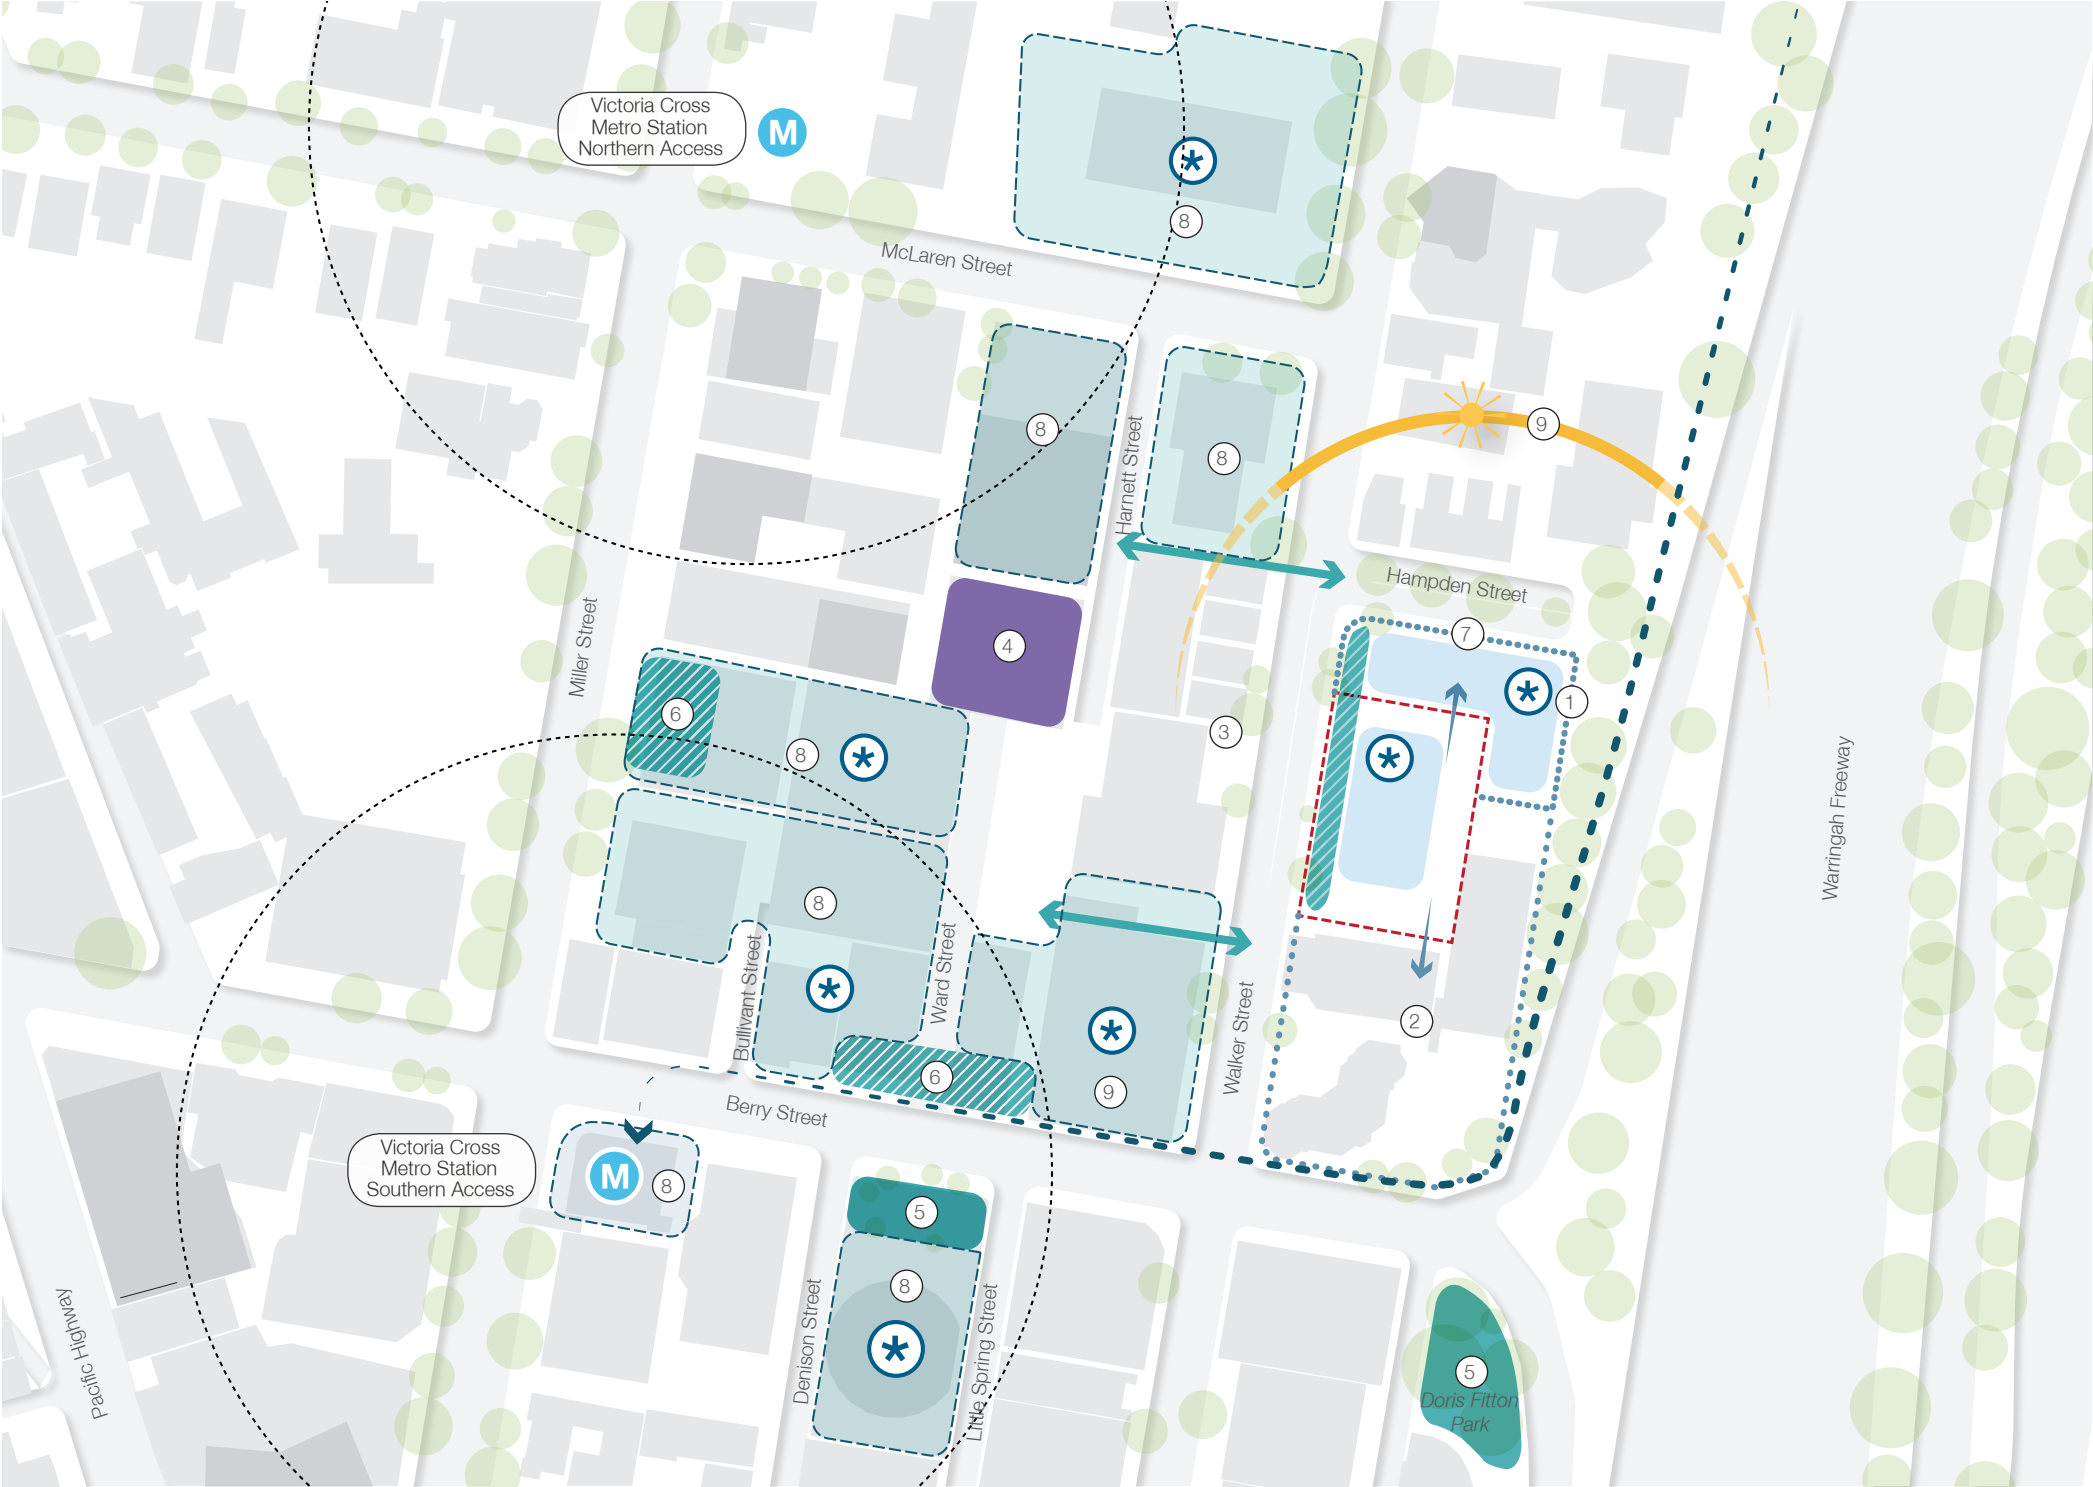 Victoria Cross
Metro Station
Northern Access
M
*
8
McLaren Street
8
8
Harnett Street
9
Hampden Street
Miller Street
4
7
6
8
*
3
*
1
*
Warringah Freeway
8
*
Bullivant Street
Ward Street
*
Walker Street
2
6
9
Berry Street
Victoria Cross
Metro Station
Southern Access
M
8
5
8
*
Denison Street
Little Spring Street
Pacific Highway
5
Doris Fitton
Park